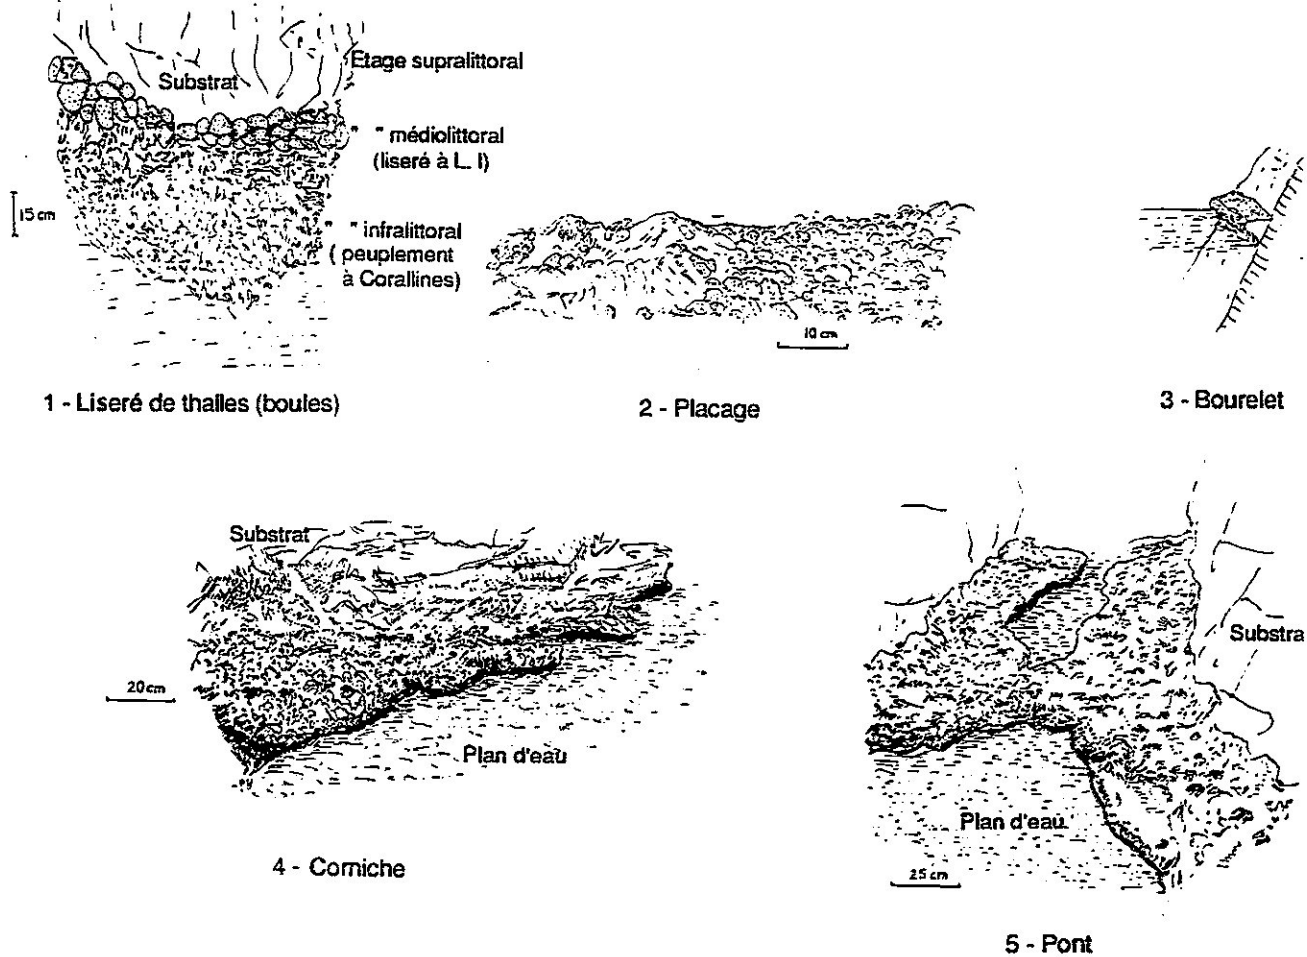 Substrat
Etage supralittoral
" " médiolittoral
(liseré à L. l)
15 cm
" " infralittoral
( peuplement
à Corallines)
1 - Liseré de thalles (boules)
10 cm
2 - Placage
3 - Bourelet
Substrat
20 cm
Plan d'eau
4 - Corniche
Substra
Plan d'eau
25 cm
5 - Pont